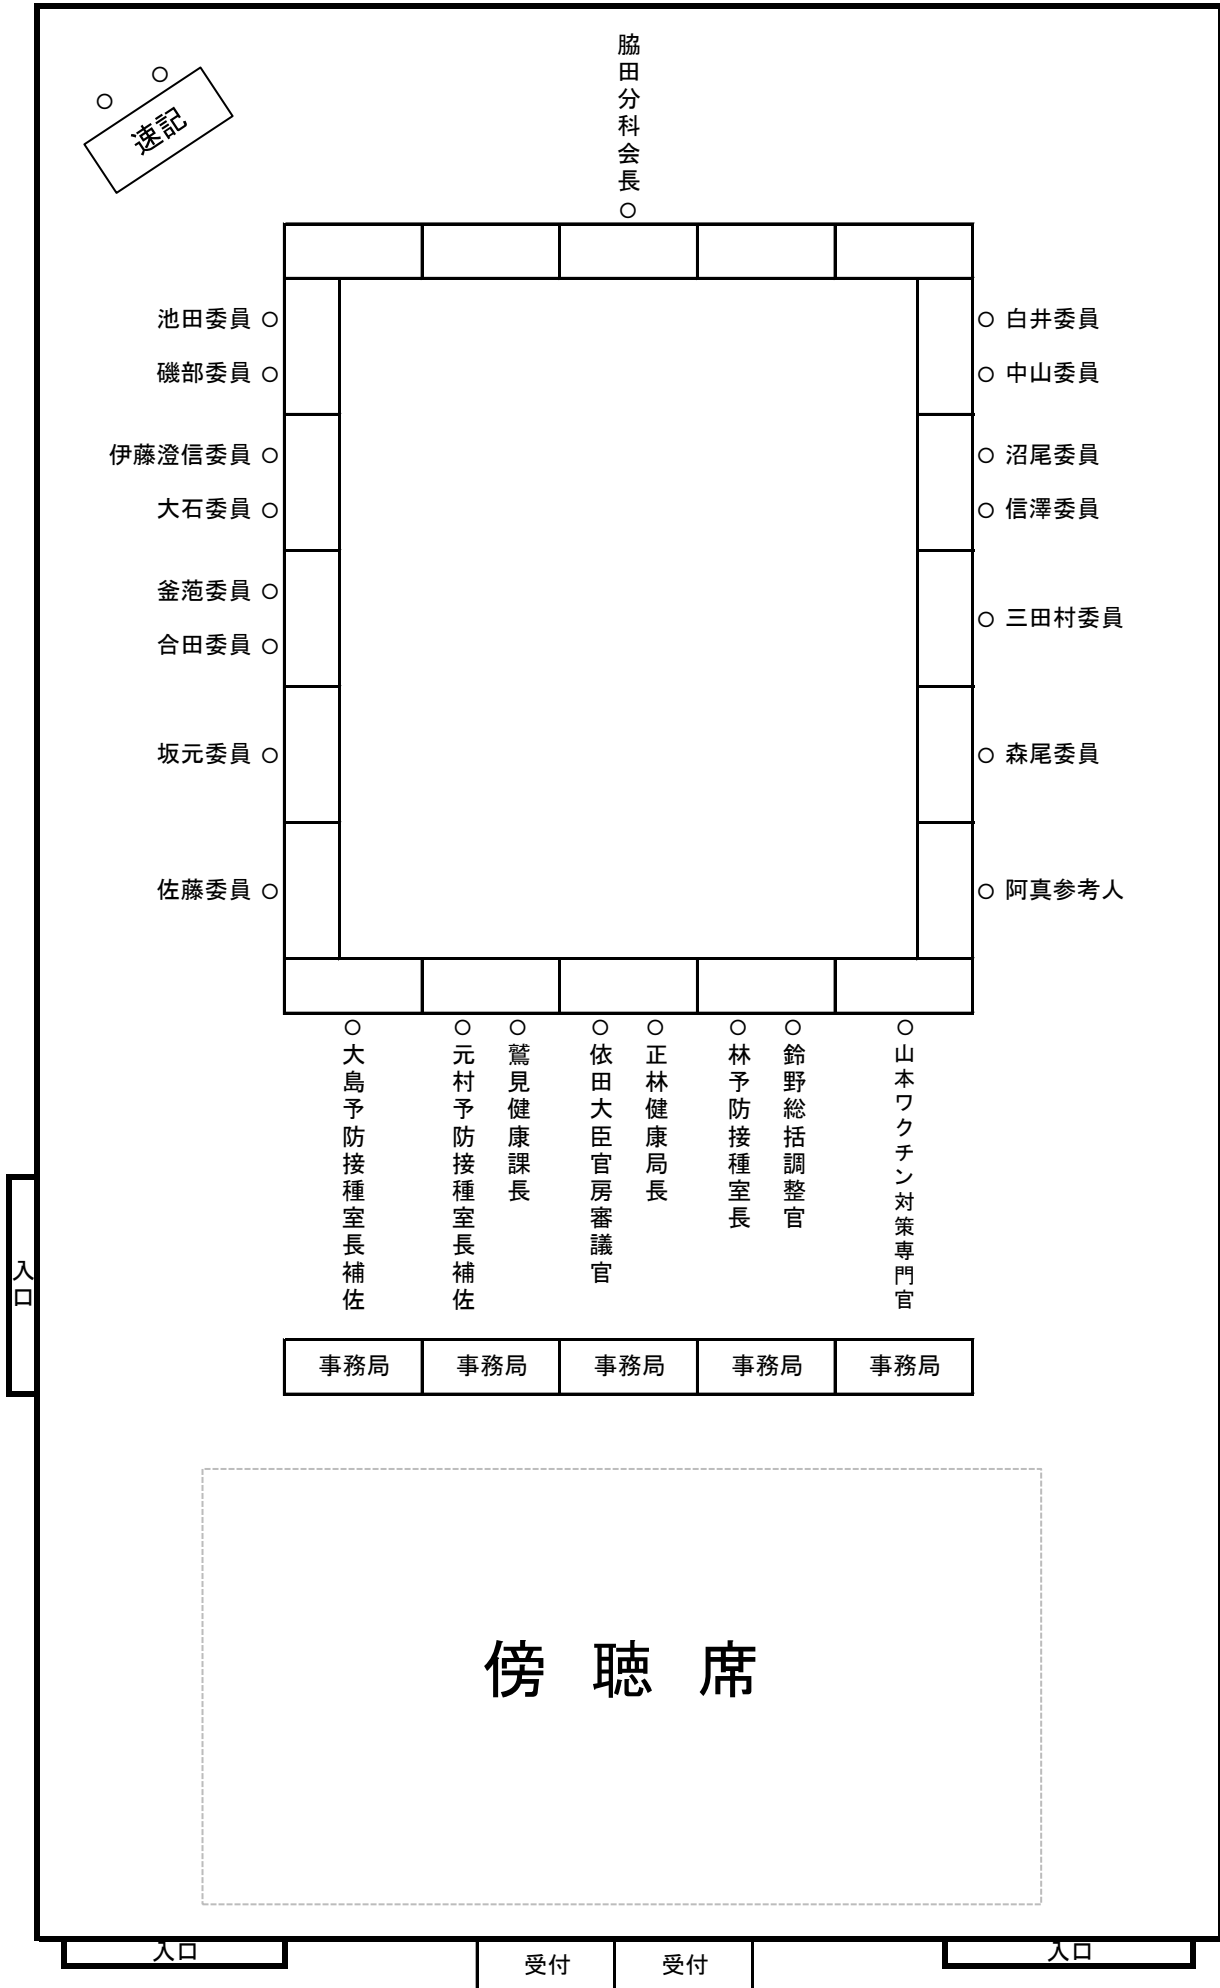 速記
脇田分科会長
池田委員
磯部委員
伊藤澄信委員
大石委員
釜萢委員
合田委員
坂元委員
佐藤委員
白井委員
中山委員
沼尾委員
信澤委員
三田村委員
森尾委員
阿真参考人
大島予防接種室長補佐
元村予防接種室長補佐
鷲見健康課長
依田大臣官房審議官
正林健康局長
林予防接種室長
鈴野総括調整官
山本ワクチン対策専門官
入口
事務局
事務局
事務局
事務局
事務局
傍聴席
入口
受付
受付
入口